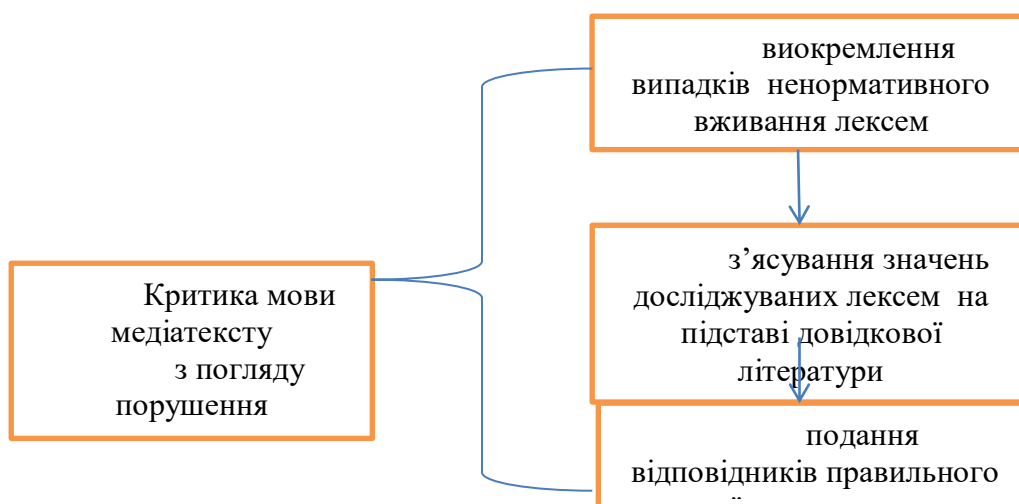 виокремлення
випадків ненормативного
вживання лексем
з’ясування значень
досліджуваних лексем на
підставі довідкової
літератури
Критика мови
медіатексту
з погляду
порушення
подання
відповідників правильного